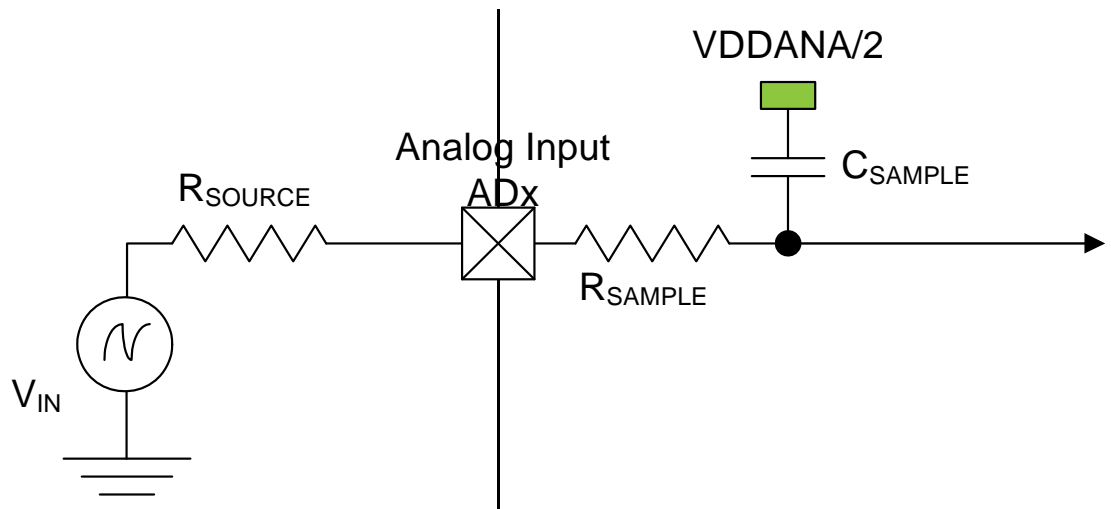 VDDANA/2
Analog Input
ADx
CSAMPLE
RSOURCE
RSAMPLE
VIN